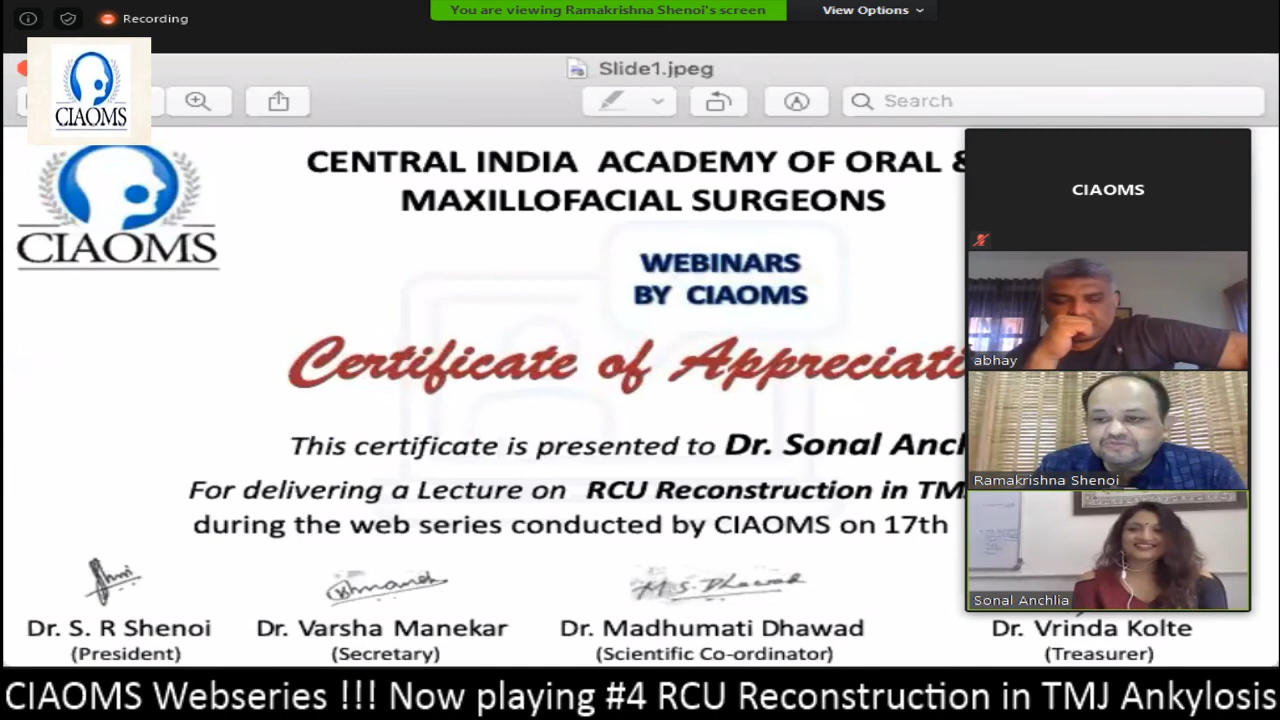 Recording
You are viewing Ramakrishna Shenoi's screen
View Options
Slide1.jpeg
Search
CIAOMS
CIAOMS
CENTRAL INDIA ACADEMY OF ORAL &
MAXILLOFACIAL SURGEONS
WEBINARS
BY CIAOMS
Certificate of Appreciati
This certificate is presented to Dr. Sonal Anchl
For delivering a Lecture on RCU Reconstruction in TM
during the web series conducted by CIAOMS on 17th
M.S. Dhawad
Dr. S. R Shenoi
(President)
Dr. Varsha Manekar
(Secretary)
Dr. Madhumati Dhawad
(Scientific Co-ordinator)
Dr. Vrinda Kolte
(Treasurer)
CIAOMS
abhay
Ramakrishna Shenoi
Sonal Anchlia
CIAOMS Webseries !!! Now playing #4 RCU Reconstruction in TMJ Ankylosis